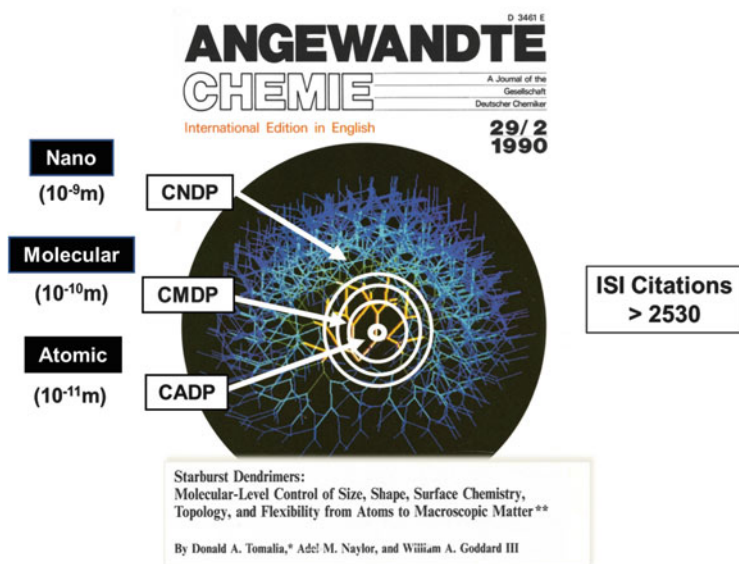 D 3461 E
ANGEWANDTE
CHEMIE
A Journal of the
Gesellschaft
Deutscher Chemiker
International Edition in English
29/2
1990
Nano
(10⁻⁹m)
CNDP
Molecular
(10⁻¹⁰m)
CMDP
Atomic
(10⁻¹¹m)
CADP
ISI Citations
> 2530
Starburst Dendrimers:
Molecular-Level Control of Size, Shape, Surface Chemistry,
Topology, and Flexibility from Atoms to Macroscopic Matter**
By Donald A. Tomalia,* Adel M. Naylor, and William A. Goddard III